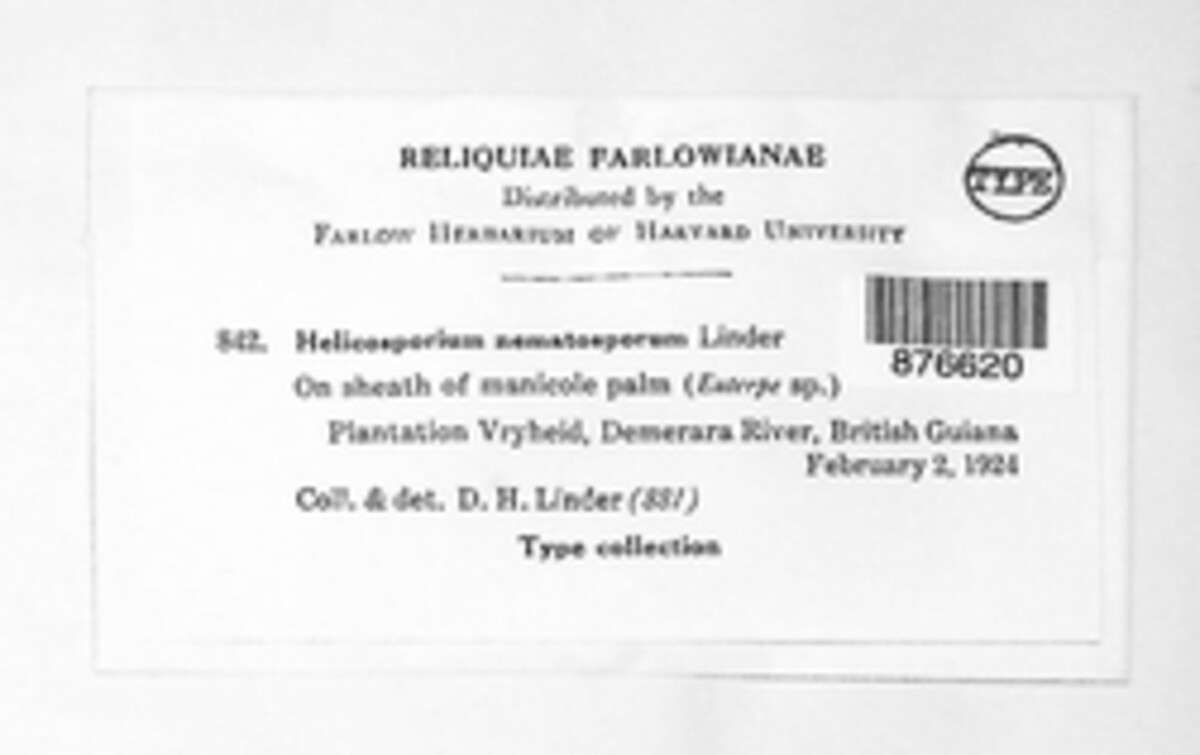 RELIQUIAE FARLOWIANAE
TYPE
Distributed by the
FARLOW HERBARIUM OF HARVARD UNIVERSITY
842. Helicosporium nematosporum Linder
876620
On sheath of manicole palm (Euterpe sp.)
Plantation Vryheid, Demerara River, British Guiana
February 2, 1924
Coll. & det. D. H. Linder (881)
Type collection